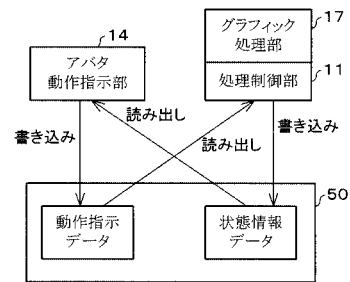 14
アバタ
動作指示部
17
グラフィック
処理部
処理制御部
11
書き込み
読み出し
読み出し
書き込み
50
動作指示
データ
状態情報
データ